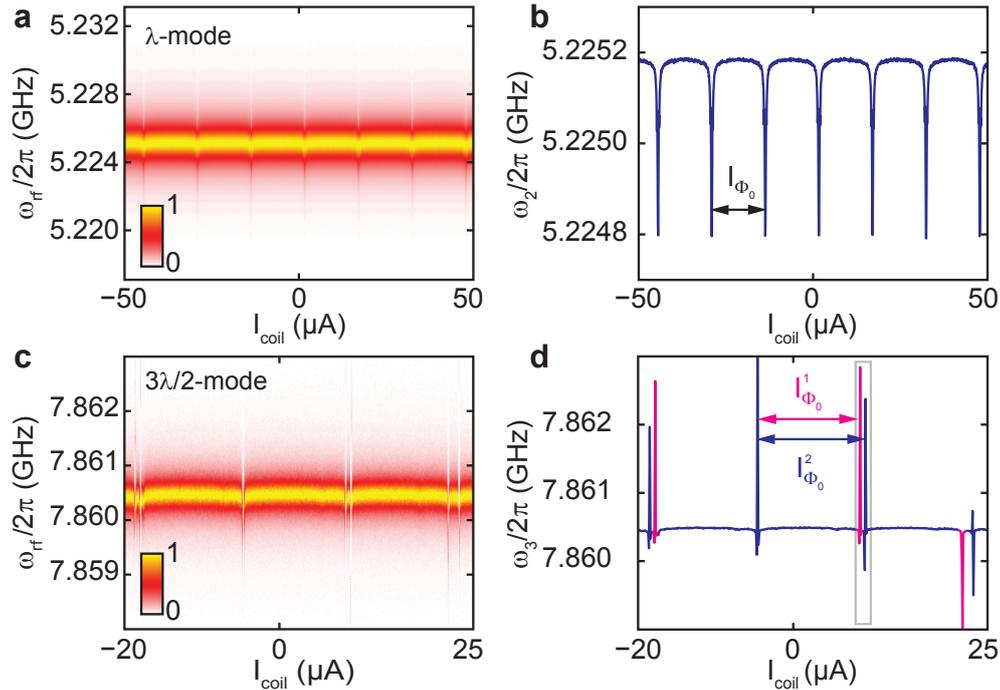 a
λ-mode
5.232
5.228
5.224
5.220
ω_rf/2π (GHz)
1
0
−50 0 50
I_coil (μA)
b
5.2252
5.2250
5.2248
ω_2/2π (GHz)
I_Φ_0
−50 0 50
I_coil (μA)
c
3λ/2-mode
7.862
7.861
7.860
7.859
ω_rf/2π (GHz)
1
0
−20 0 25
I_coil (μA)
d
7.862
7.861
7.860
ω_3/2π (GHz)
I^1_Φ_0
I^2_Φ_0
−20 0 25
I_coil (μA)